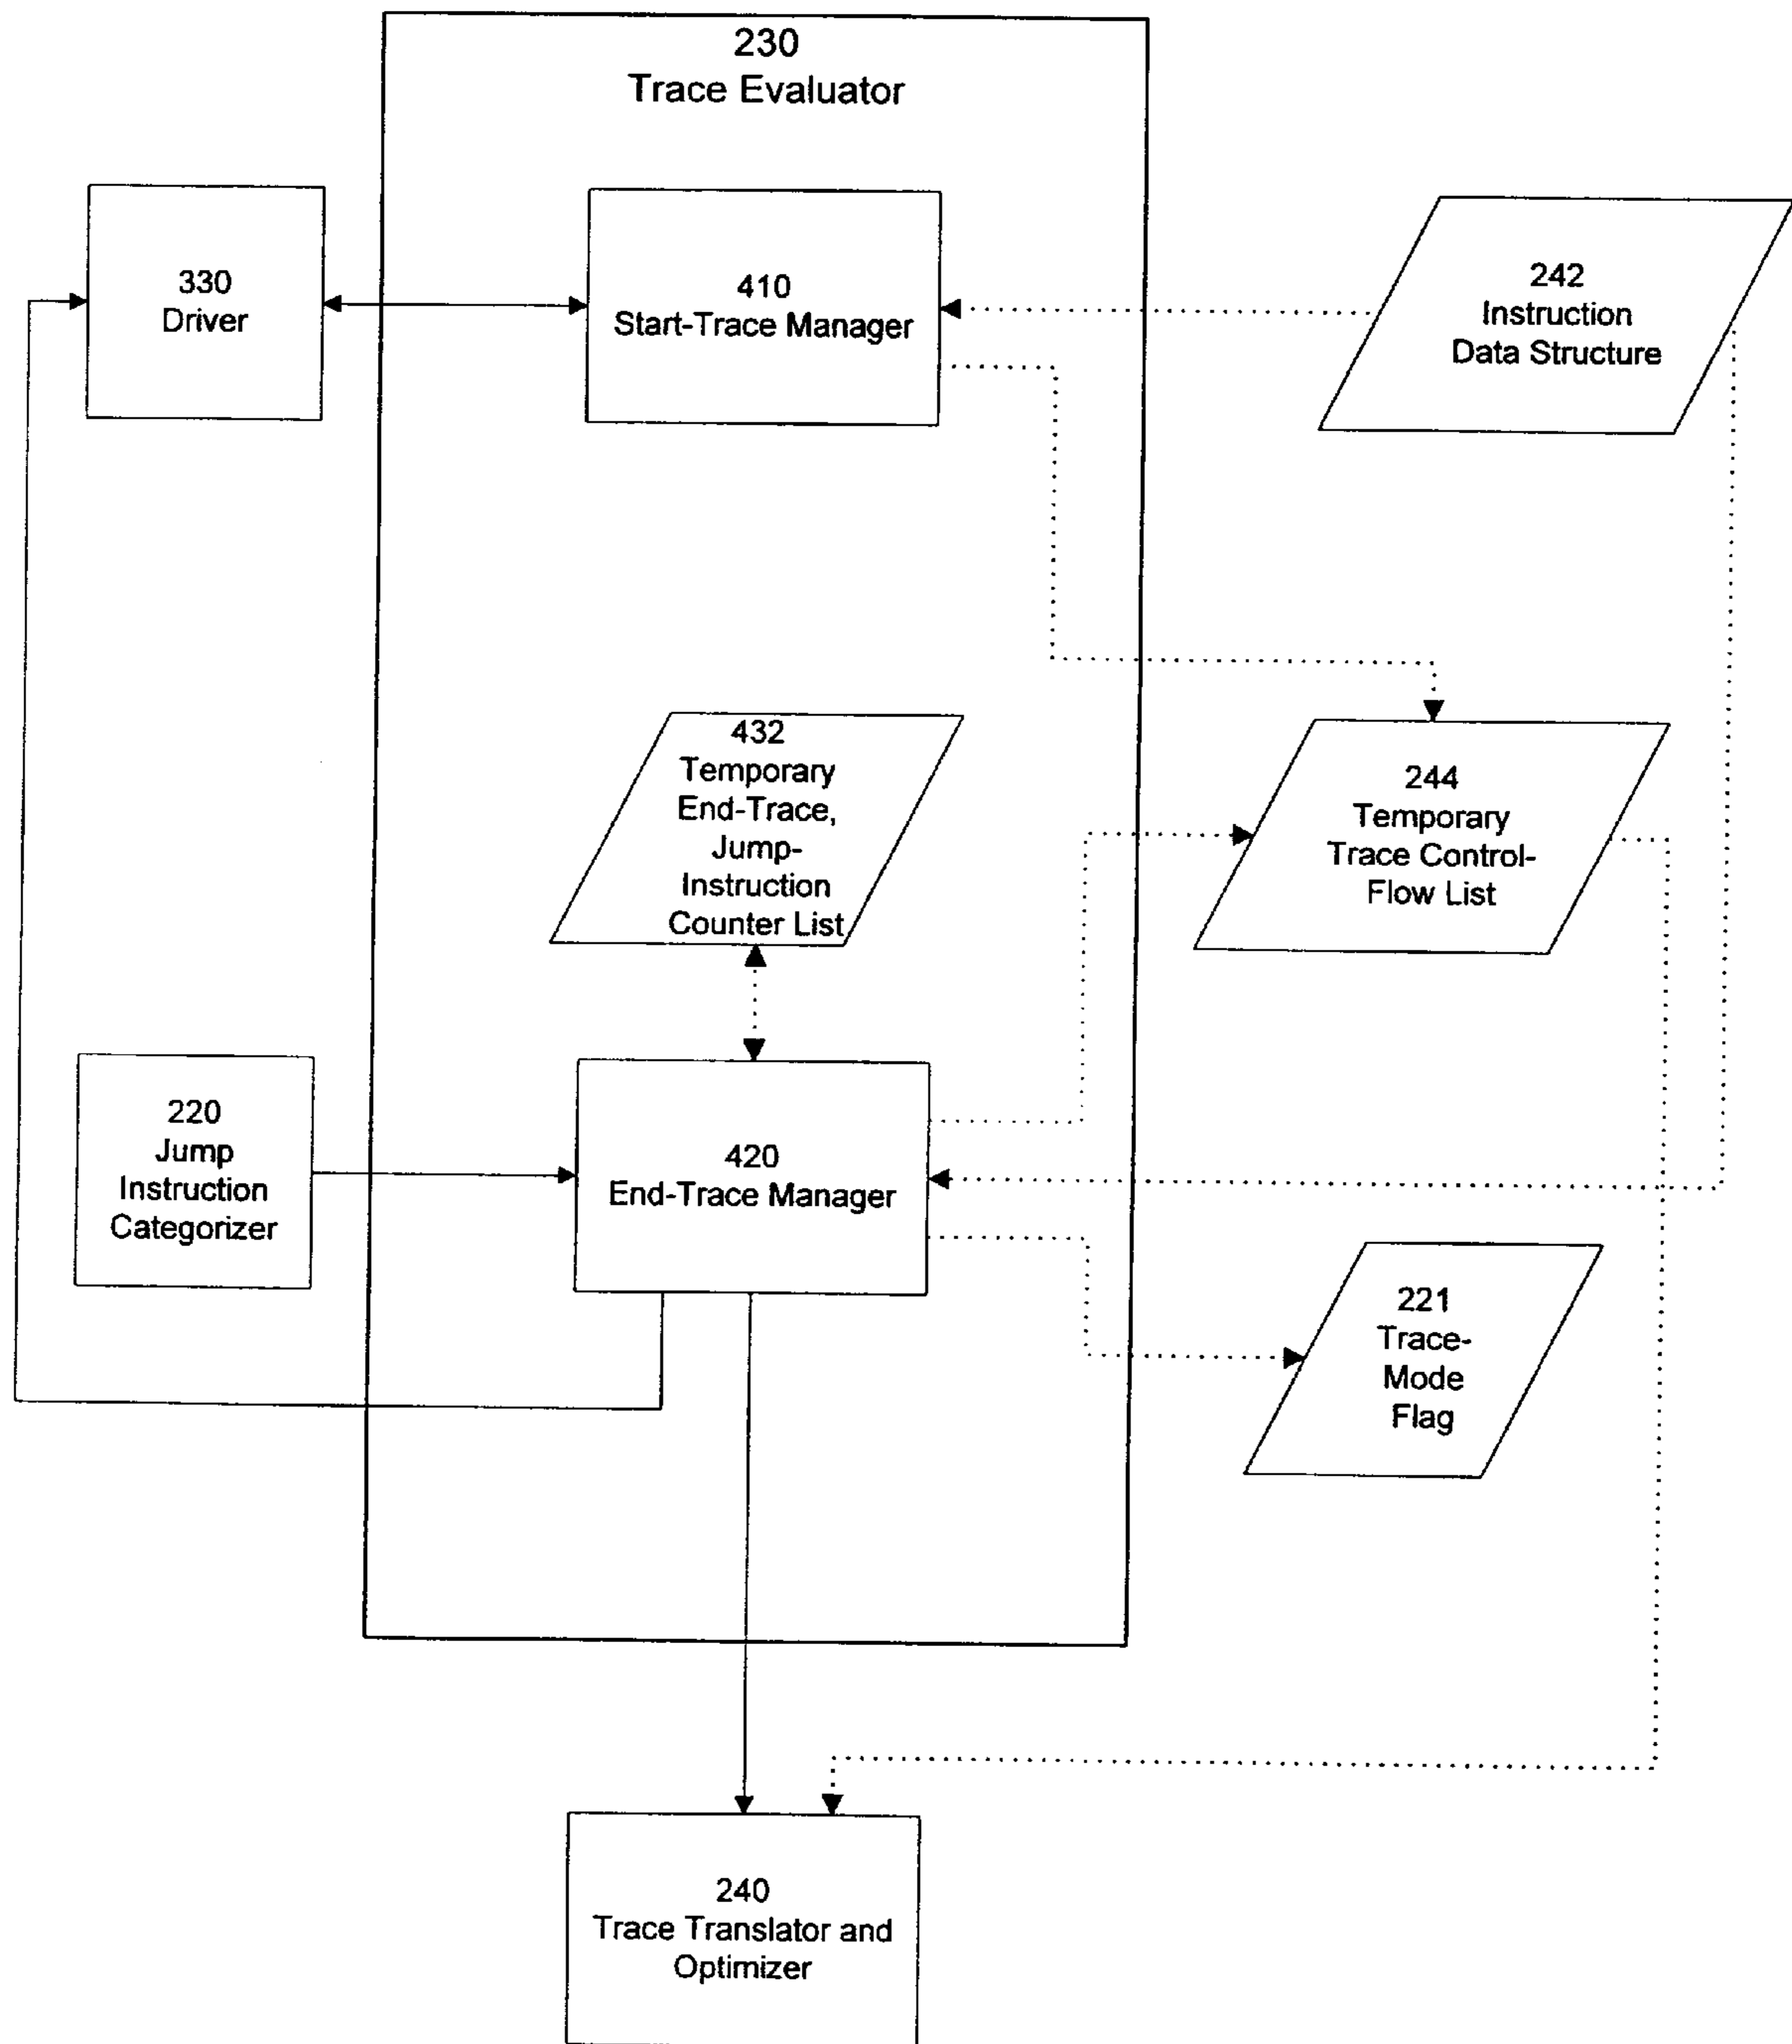 230
Trace Evaluator
330
Driver
410
Start-Trace Manager
242
Instruction
Data Structure
432
Temporary
End-Trace,
Jump-
Instruction
Counter List
244
Temporary
Trace Control-
Flow List
220
Jump
Instruction
Categorizer
420
End-Trace Manager
221
Trace-
Mode
Flag
240
Trace Translator and
Optimizer